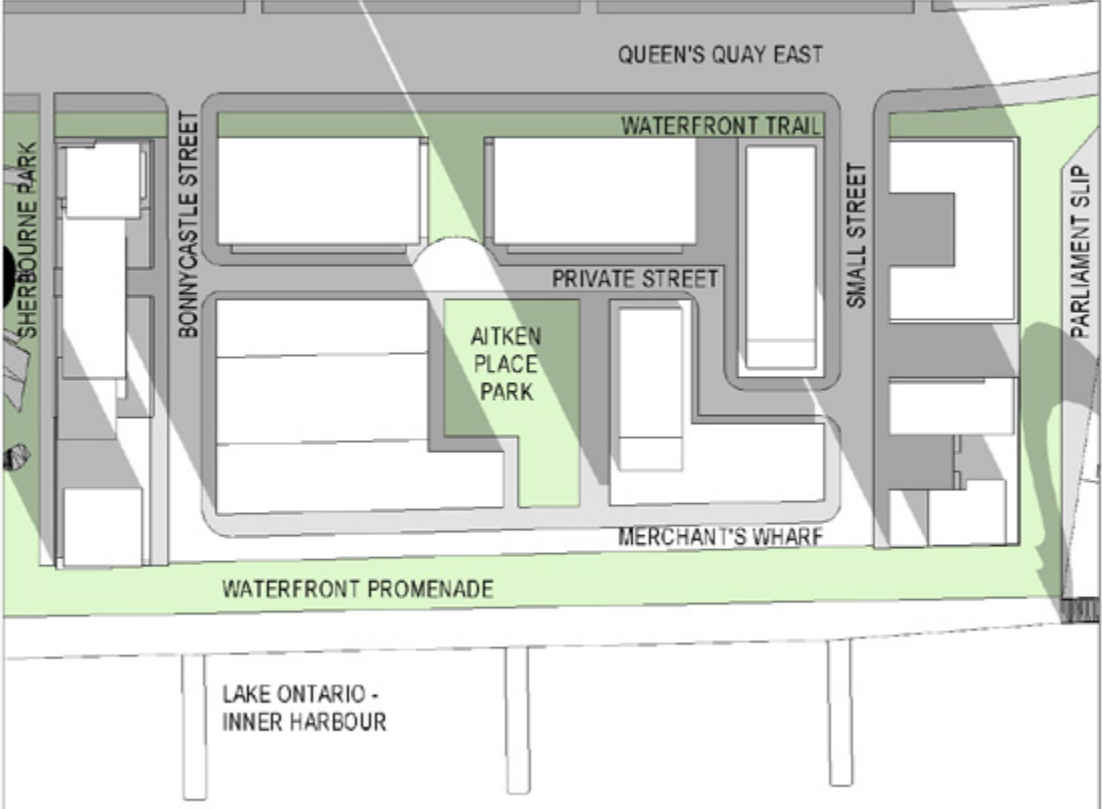 QUEEN'S QUAY EAST
WATERFRONT TRAIL
SHERBOURNE PARK
BONNYCASTLE STREET
SMALL STREET
PARLIAMENT SLIP
PRIVATE STREET
AITKEN
PLACE
PARK
MERCHANT'S WHARF
WATERFRONT PROMENADE
LAKE ONTARIO -
INNER HARBOUR